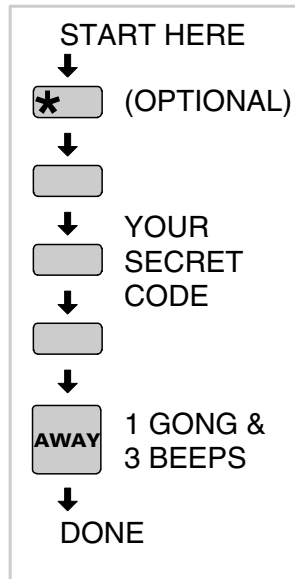 START HERE
* (OPTIONAL)
YOUR
SECRET
CODE
AWAY
1 GONG &
3 BEEPS
DONE